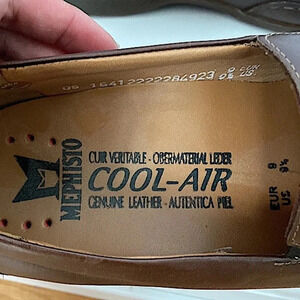 MEPHISTO
CUIR VERITABLE - OBERMATERIAL LEDER
COOL-AIR
GENUINE LEATHER - AUTENTICA PIEL
EUR 9
US 9½